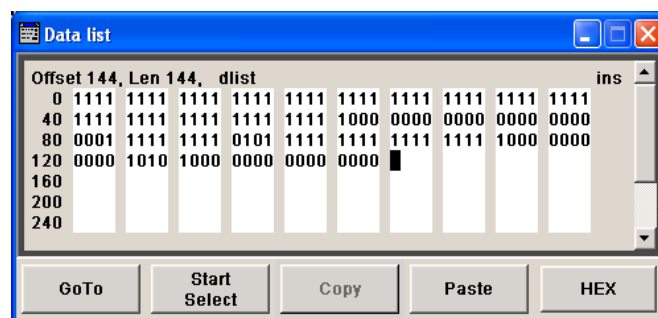 Data list
Offset 144, Len 144, dlist ins
0 1111 1111 1111 1111 1111 1111 1111 1111 1111 1111
40 1111 1111 1111 1111 1111 1000 0000 0000 0000 0000
80 0001 1111 1111 0101 1111 1111 1111 1111 1000 0000
120 0000 1010 1000 0000 0000 0000
160
200
240
GoTo Start Select Copy Paste HEX